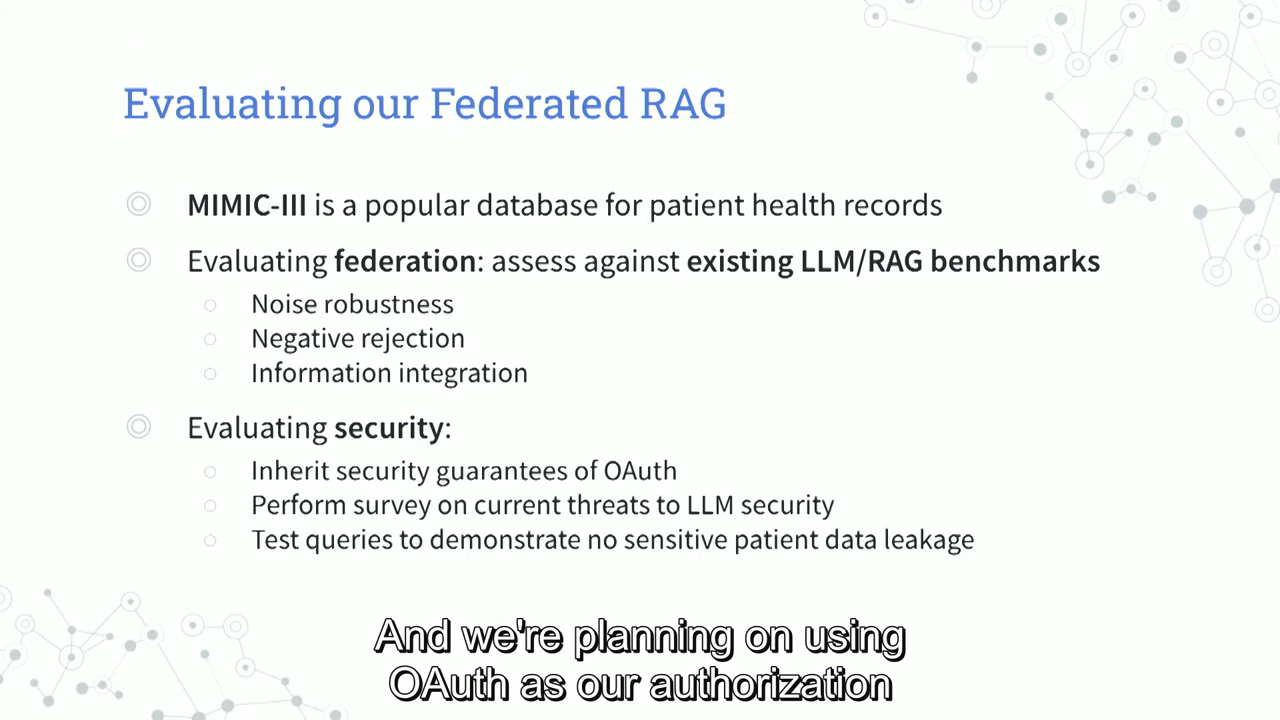 Evaluating our Federated RAG
MIMIC-III is a popular database for patient health records
Evaluating federation: assess against existing LLM/RAG benchmarks
Noise robustness
Negative rejection
Information integration
Evaluating security:
Inherit security guarantees of OAuth
Perform survey on current threats to LLM security
Test queries to demonstrate no sensitive patient data leakage
And we're planning on using
OAuth as our authorization